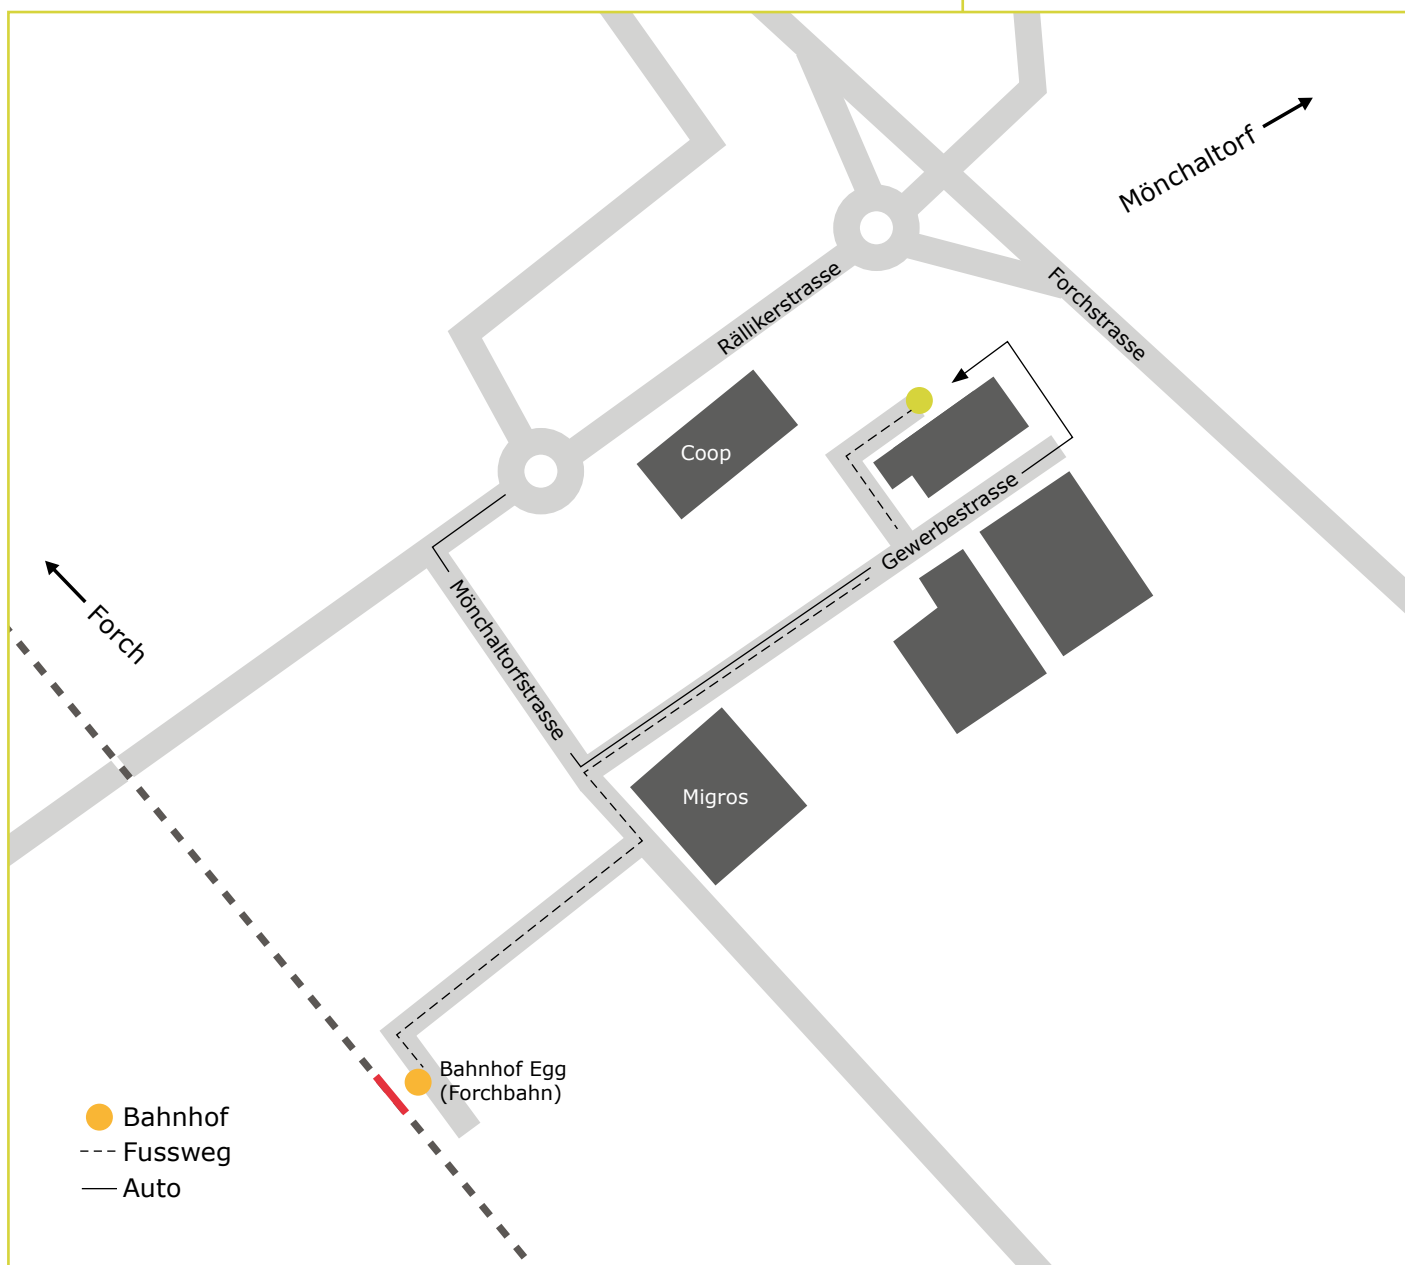 Mönchaltorf
Rällikerstrasse
Forchstrasse
Coop
Gewerbestrasse
Forch
Mönchaltorfstrasse
Migros
Bahnhof Egg
(Forchbahn)
Bahnhof
Fussweg
Auto